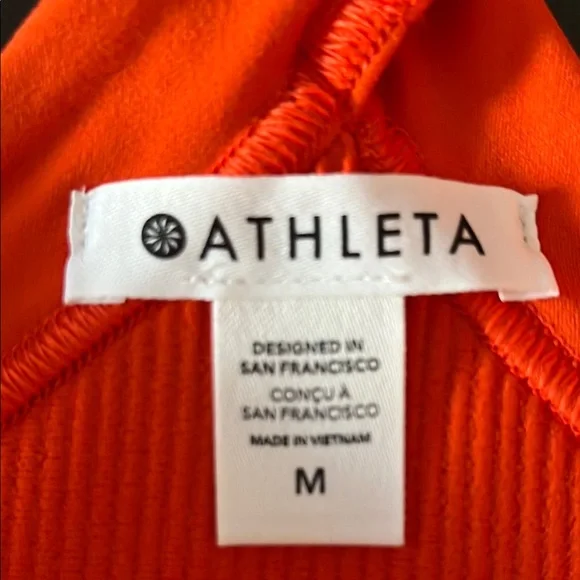 ATHLETA
DESIGNED IN
SAN FRANCISCO
CONÇU À
SAN FRANCISCO
MADE IN VIETNAM
M